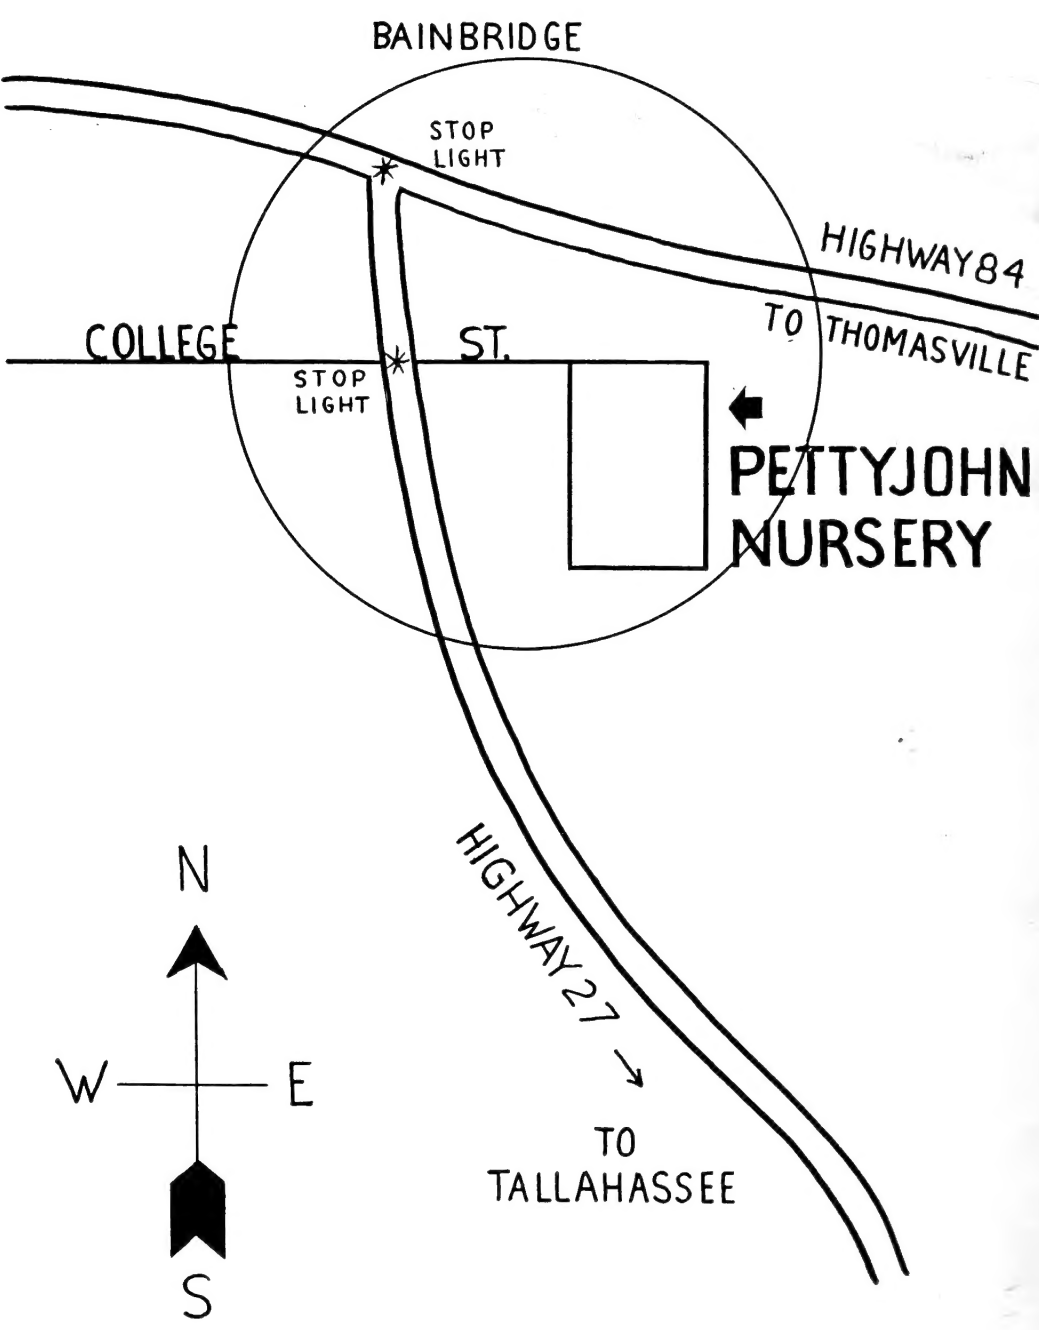 BAINBRIDGE
STOP
LIGHT
HIGHWAY 84
TO THOMASVILLE
COLLEGE ST.
STOP
LIGHT
PETTYJOHN
NURSERY
HIGHWAY 27
TO
TALLAHASSEE
N
W E
S